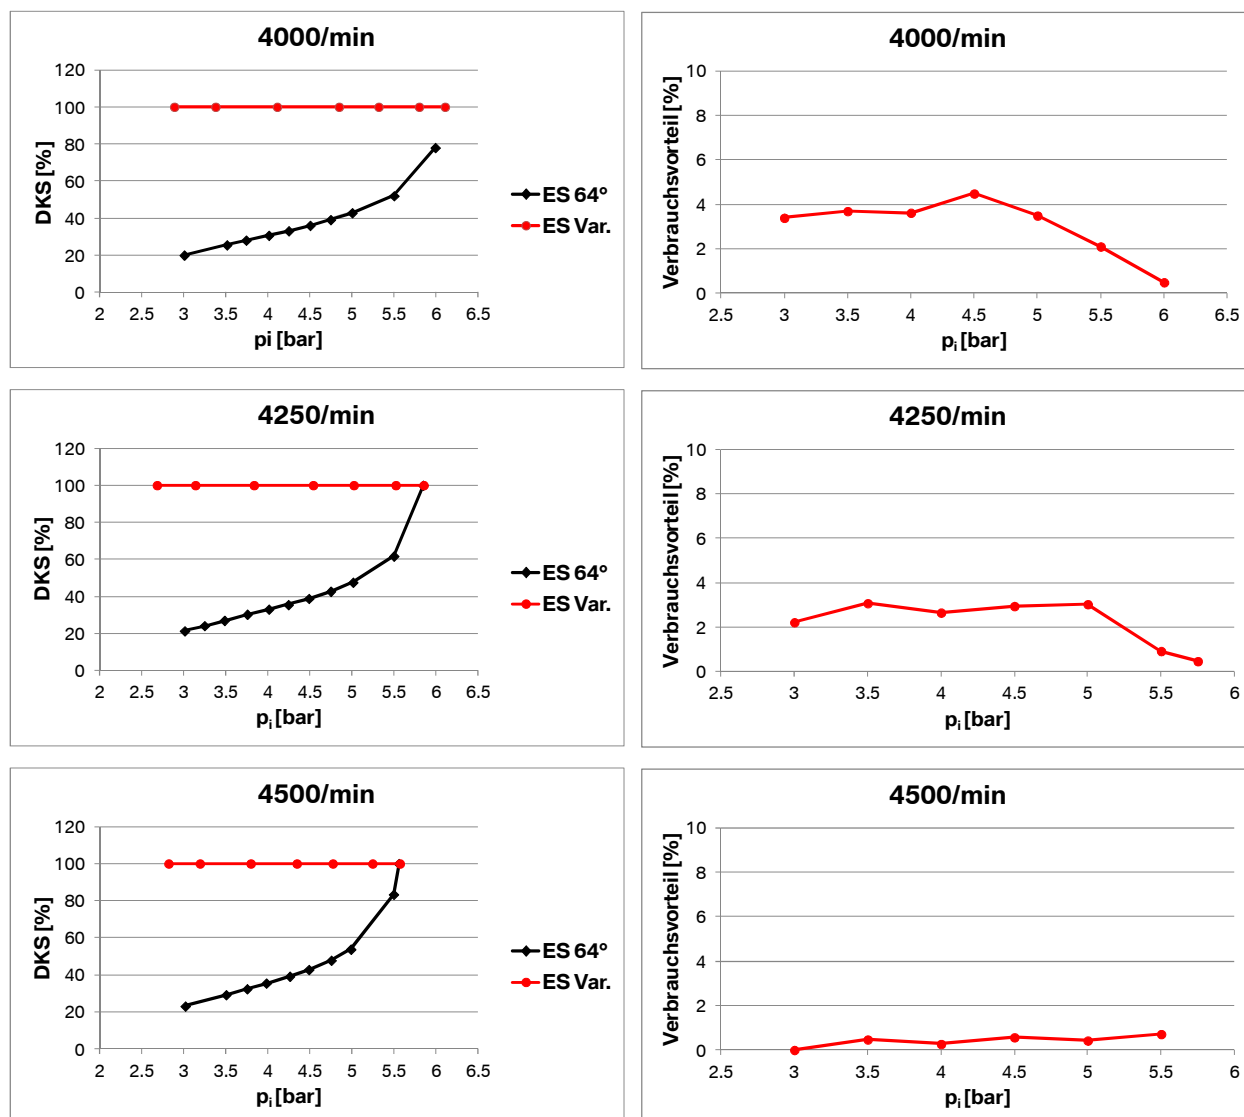 4000/min
DKS [%]
120
100
80
60
40
20
0
2 2.5 3 3.5 4 4.5 5 5.5 6 6.5
pi [bar]
ES 64°
ES Var.
4000/min
Verbrauchsvorteil [%]
10
8
6
4
2
0
2.5 3 3.5 4 4.5 5 5.5 6 6.5
pi [bar]
4250/min
DKS [%]
120
100
80
60
40
20
0
2 2.5 3 3.5 4 4.5 5 5.5 6 6.5
pi [bar]
ES 64°
ES Var.
4250/min
Verbrauchsvorteil [%]
10
8
6
4
2
0
2.5 3 3.5 4 4.5 5 5.5 6
pi [bar]
4500/min
DKS [%]
120
100
80
60
40
20
0
2 2.5 3 3.5 4 4.5 5 5.5 6 6.5
pi [bar]
ES 64°
ES Var.
4500/min
Verbrauchsvorteil [%]
10
8
6
4
2
0
2.5 3 3.5 4 4.5 5 5.5 6
pi [bar]